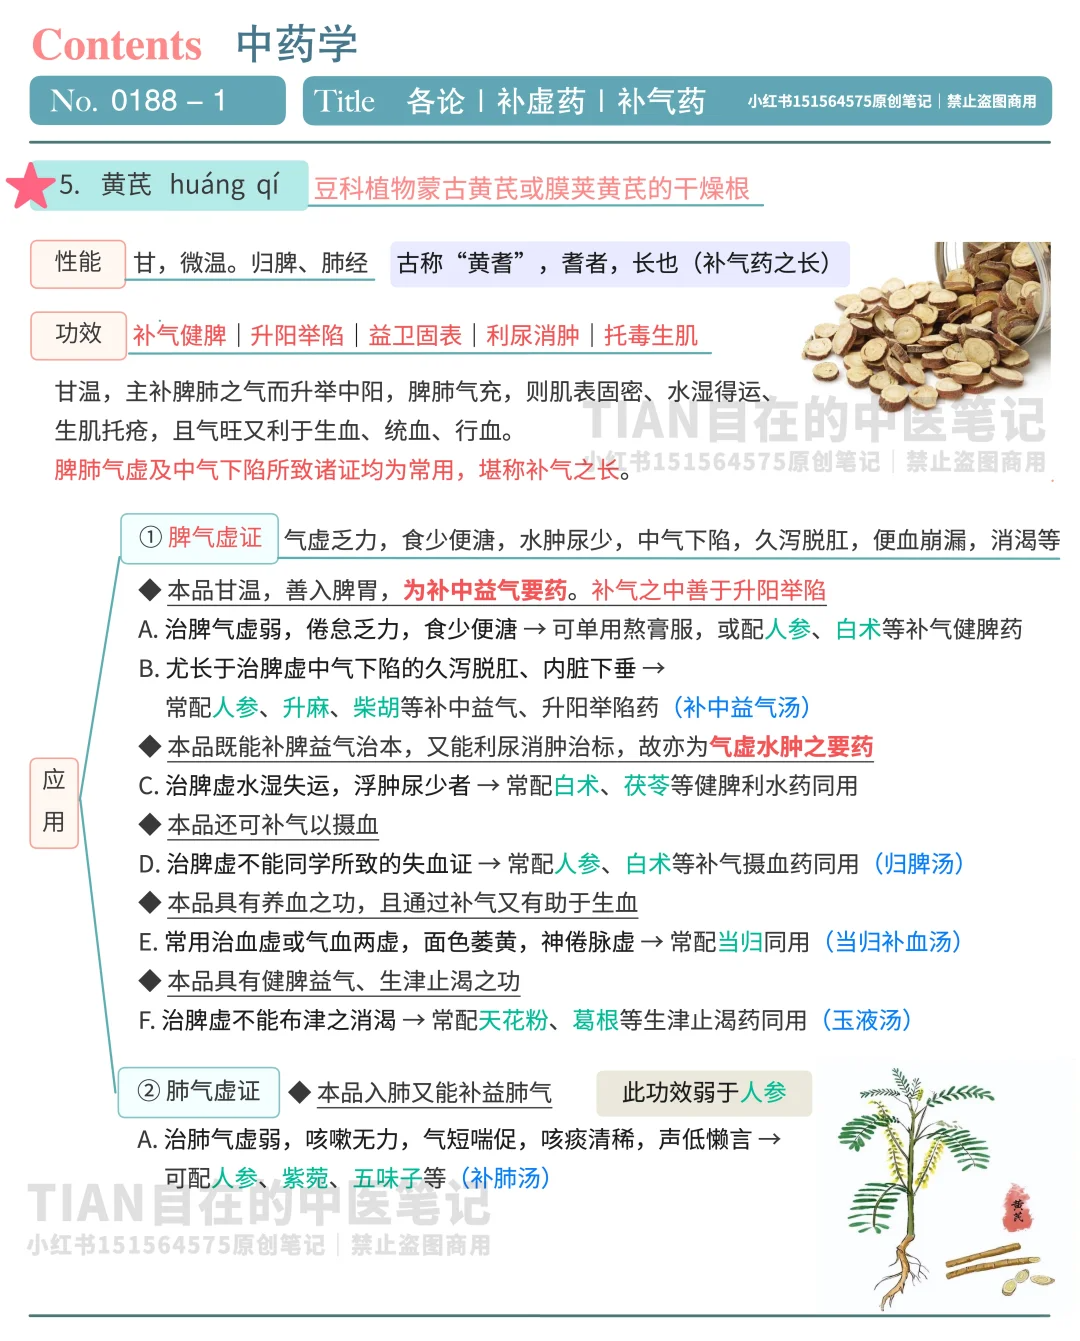 Contents 中药学
No. 0188 – 1
Title 各论丨补虚药丨补气药 小红书151564575原创笔记｜禁止盗图商用
5. 黄芪 huáng qí 豆科植物蒙古黄芪或膜荚黄芪的干燥根
性能 甘，微温。归脾、肺经 古称“黄耆”，耆者，长也（补气药之长）
功效 补气健脾｜升阳举陷｜益卫固表｜利尿消肿｜托毒生肌
甘温，主补脾肺之气而升举中阳，脾肺气充，则肌表固密、水湿得运、
生肌托疮，且气旺又利于生血、统血、行血。
脾肺气虚及中气下陷所致诸证均为常用，堪称补气之长。
TIAN自在的中医笔记
小红书151564575原创笔记｜禁止盗图商用
应用
① 脾气虚证 气虚乏力，食少便溏，水肿尿少，中气下陷，久泻脱肛，便血崩漏，消渴等
◆ 本品甘温，善入脾胃，为补中益气要药。补气之中善于升阳举陷
A. 治脾气虚弱，倦怠乏力，食少便溏 → 可单用熬膏服，或配人参、白术等补气健脾药
B. 尤长于治脾虚中气下陷的久泻脱肛、内脏下垂 →
常配人参、升麻、柴胡等补中益气、升阳举陷药（补中益气汤）
◆ 本品既能补脾益气治本，又能利尿消肿治标，故亦为气虚水肿之要药
C. 治脾虚水湿失运，浮肿尿少者 → 常配白术、茯苓等健脾利水药同用
◆ 本品还可补气以摄血
D. 治脾虚不能同学所致的失血证 → 常配人参、白术等补气摄血药同用（归脾汤）
◆ 本品具有养血之功，且通过补气又有助于生血
E. 常用治血虚或气血两虚，面色萎黄，神倦脉虚 → 常配当归同用（当归补血汤）
◆ 本品具有健脾益气、生津止渴之功
F. 治脾虚不能布津之消渴 → 常配天花粉、葛根等生津止渴药同用（玉液汤）
② 肺气虚证 ◆ 本品入肺又能补益肺气 此功效弱于人参
A. 治肺气虚弱，咳嗽无力，气短喘促，咳痰清稀，声低懒言 →
可配人参、紫菀、五味子等（补肺汤）
黄芪
TIAN自在的中医笔记
小红书151564575原创笔记｜禁止盗图商用